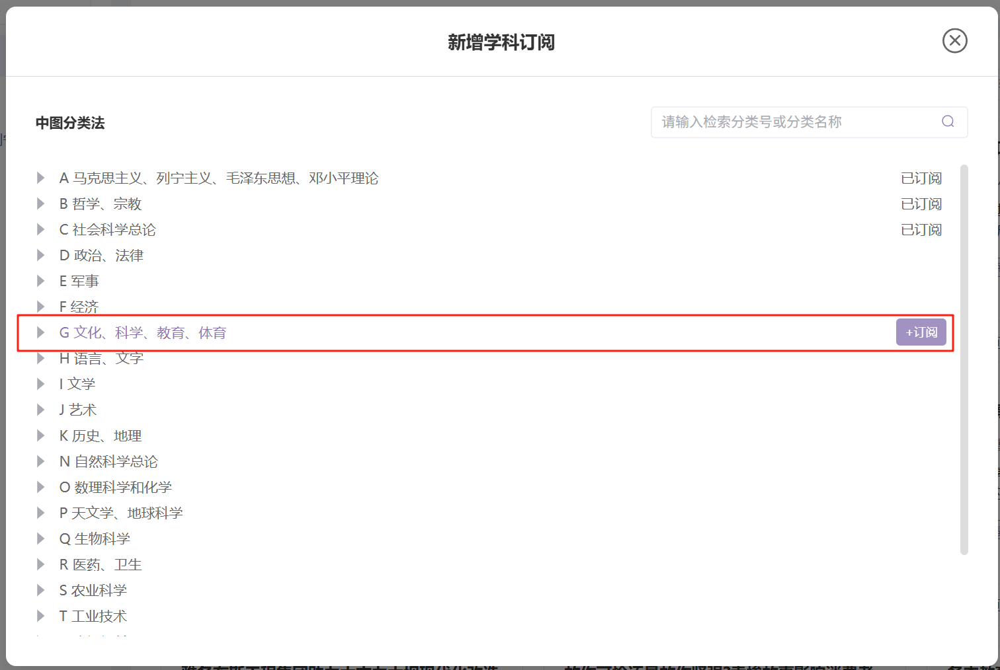 新增学科订阅
中图分类法
请输入检索分类号或分类名称
A 马克思主义、列宁主义、毛泽东思想、邓小平理论 已订阅
B 哲学、宗教 已订阅
C 社会科学总论 已订阅
D 政治、法律
E 军事
F 经济
G 文化、科学、教育、体育 +订阅
H 语言、文字
I 文学
J 艺术
K 历史、地理
N 自然科学总论
O 数理科学和化学
P 天文学、地球科学
Q 生物科学
R 医药、卫生
S 农业科学
T 工业技术